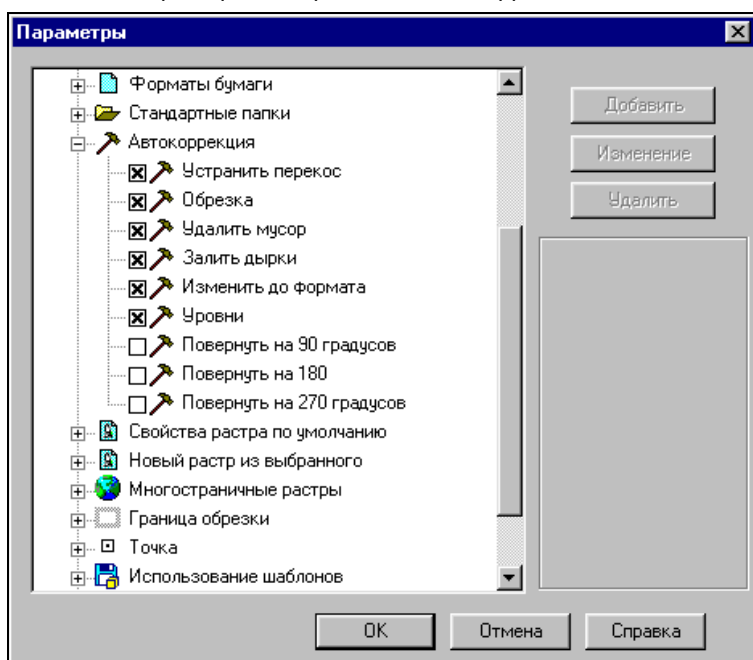 Параметры
Форматы бумаги
Стандартные папки
Автокоррекция
Устранить перекос
Обрезка
Удалить мусор
Залить дырки
Изменить до формата
Уровни
Повернуть на 90 градусов
Повернуть на 180
Повернуть на 270 градусов
Свойства растра по умолчанию
Новый растр из выбранного
Многостраничные растры
Граница обрезки
Точка
Использование шаблонов
Добавить
Изменение
Удалить
OK
Отмена
Справка